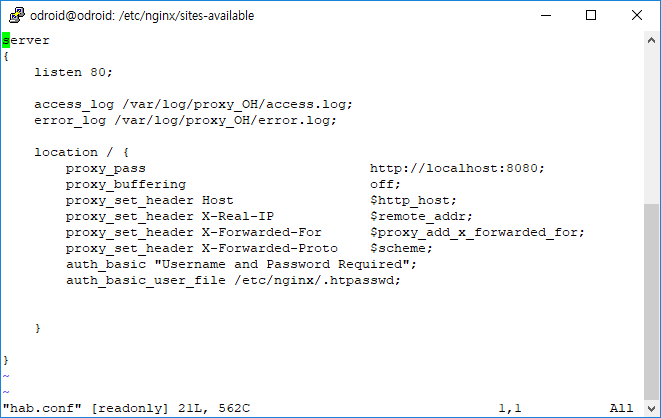 odroid@odroid: /etc/nginx/sites-available
server
{
    listen 80;

    access_log /var/log/proxy_OH/access.log;
    error_log /var/log/proxy_OH/error.log;

    location / {
        proxy_pass                            http://localhost:8080;
        proxy_buffering                       off;
        proxy_set_header Host                 $http_host;
        proxy_set_header X-Real-IP            $remote_addr;
        proxy_set_header X-Forwarded-For      $proxy_add_x_forwarded_for;
        proxy_set_header X-Forwarded-Proto    $scheme;
        auth_basic "Username and Password Required";
        auth_basic_user_file /etc/nginx/.htpasswd;


    }

}
~
~
"hab.conf" [readonly] 21L, 562C                               1,1           All